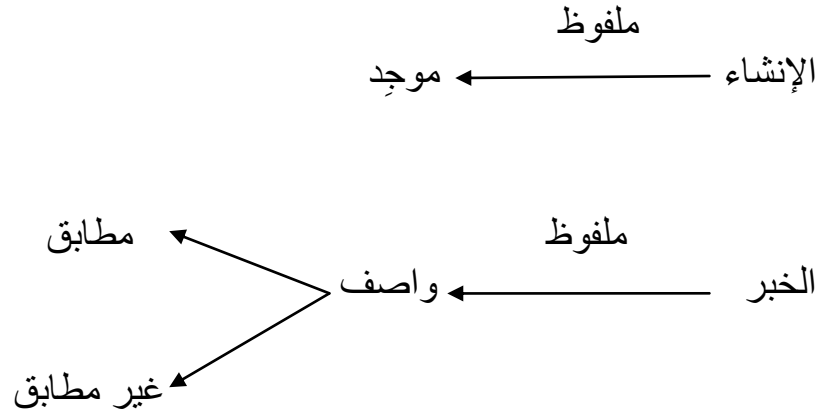 ملفوظ
الإنشاء موجِد
مطابق ملفوظ
الخبر واصف
غير مطابق